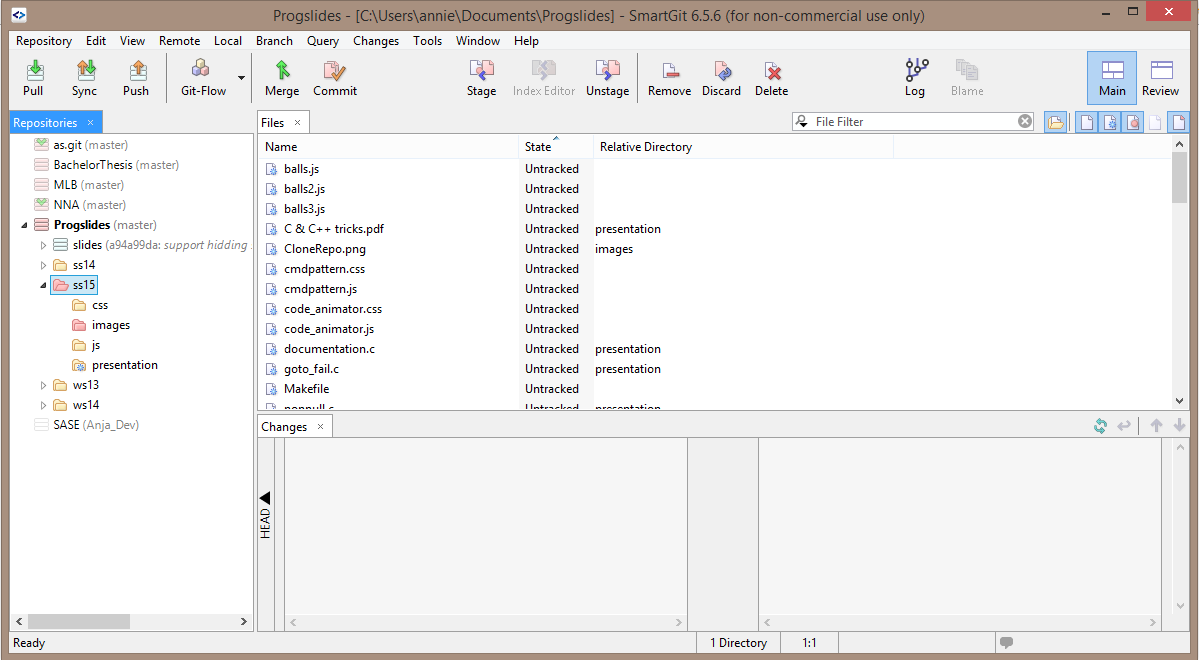 Progslides - [C:\Users\annie\Documents\Progslides] - SmartGit 6.5.6 (for non-commercial use only)
Repository Edit View Remote Local Branch Query Changes Tools Window Help
Pull Sync Push Git-Flow Merge Commit Stage Index Editor Unstage Remove Discard Delete Log Blame Main Review
Repositories
as.git (master)
BachelorThesis (master)
MLB (master)
NNA (master)
Progslides (master)
slides (a94a99da: support hidding
ss14
ss15
css
images
js
presentation
ws13
ws14
SASE (Anja_Dev)
Files
File Filter
Name State Relative Directory
balls.js Untracked
balls2.js Untracked
balls3.js Untracked
C & C++ tricks.pdf Untracked presentation
CloneRepo.png Untracked images
cmdpattern.css Untracked
cmdpattern.js Untracked
code_animator.css Untracked
code_animator.js Untracked
documentation.c Untracked presentation
goto_fail.c Untracked presentation
Makefile Untracked
nonnull.c Untracked presentation
Changes
HEAD
Ready
1 Directory 1:1